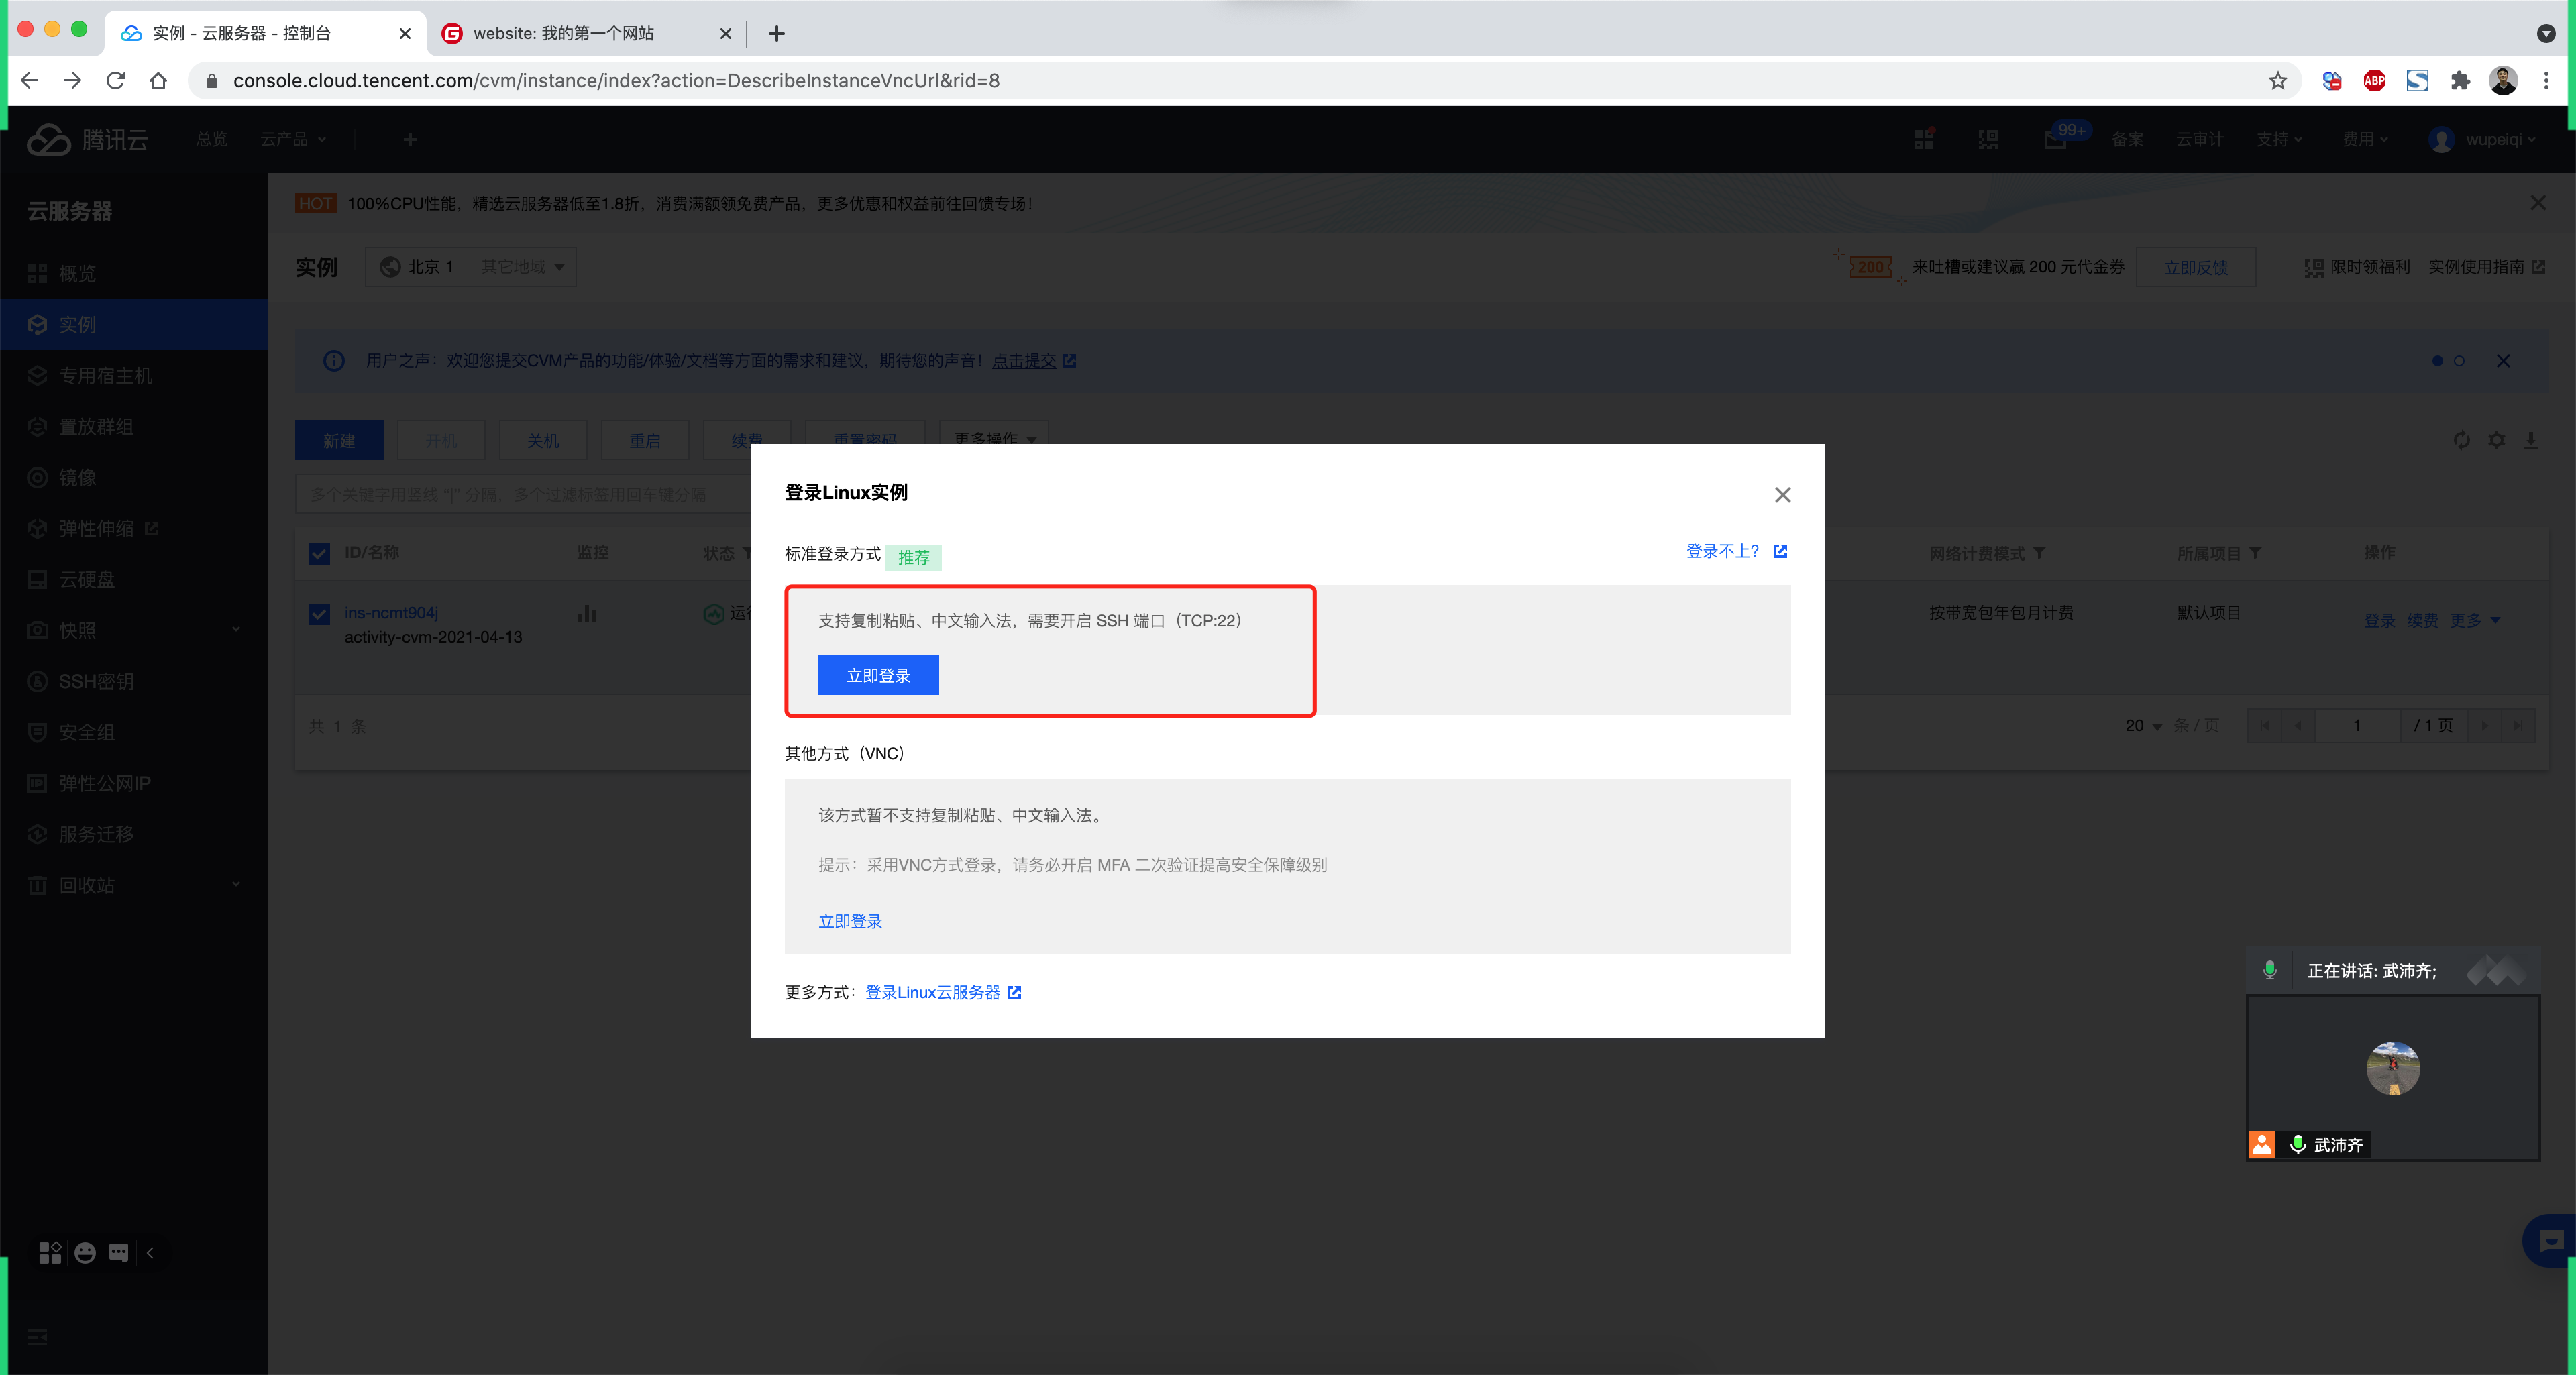 实例 - 云服务器 - 控制台
website: 我的第一个网站
console.cloud.tencent.com/cvm/instance/index?action=DescribeInstanceVncUrl&rid=8
ABP
腾讯云 总览 云产品 99+ 备案 云审计 支持 费用 wupeiqi
云服务器
概览
实例
专用宿主机
置放群组
镜像
弹性伸缩
云硬盘
快照
SSH密钥
安全组
弹性公网IP
服务迁移
回收站
HOT 100%CPU性能，精选云服务器低至1.8折，消费满额领免费产品，更多优惠和权益前往回馈专场！
实例 北京 1 其它地域 200 来吐槽或建议赢 200 元代金券 立即反馈 限时领福利 实例使用指南
用户之声：欢迎您提交CVM产品的功能/体验/文档等方面的需求和建议，期待您的声音！点击提交
新建 开机 关机 重启 续费 重置密码 更多操作
多个关键字用竖线 "|" 分隔，多个过滤标签用回车键分隔
ID/名称 监控 状态 网络计费模式 所属项目 操作
ins-ncmt904j 运行 按带宽包年包月计费 默认项目 登录 续费 更多
activity-cvm-2021-04-13
共 1 条 20 条 / 页 1 / 1 页
登录Linux实例
标准登录方式 推荐 登录不上？
支持复制粘贴、中文输入法，需要开启 SSH 端口（TCP:22）
立即登录
其他方式（VNC）
该方式暂不支持复制粘贴、中文输入法。
提示：采用VNC方式登录，请务必开启 MFA 二次验证提高安全保障级别
立即登录
更多方式：登录Linux云服务器
正在讲话: 武沛齐;
武沛齐